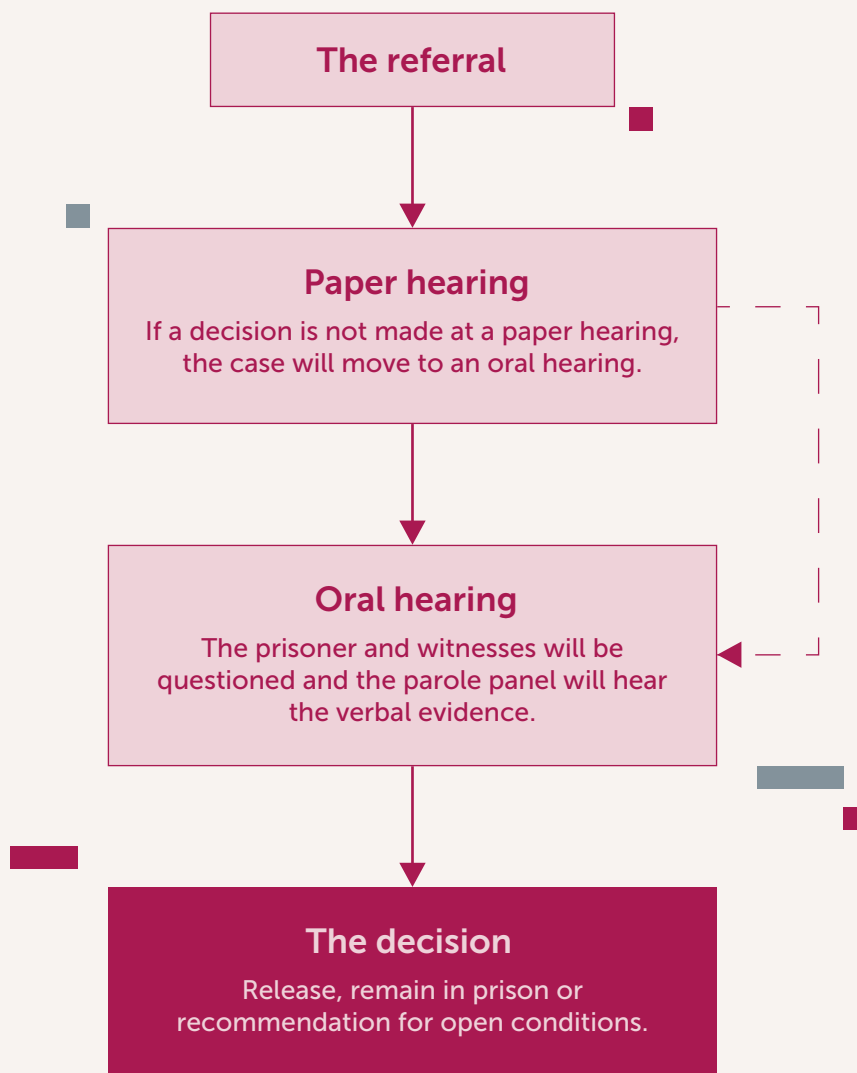 The referral
Paper hearing
If a decision is not made at a paper hearing,
the case will move to an oral hearing.
Oral hearing
The prisoner and witnesses will be
questioned and the parole panel will hear
the verbal evidence.
The decision
Release, remain in prison or
recommendation for open conditions.